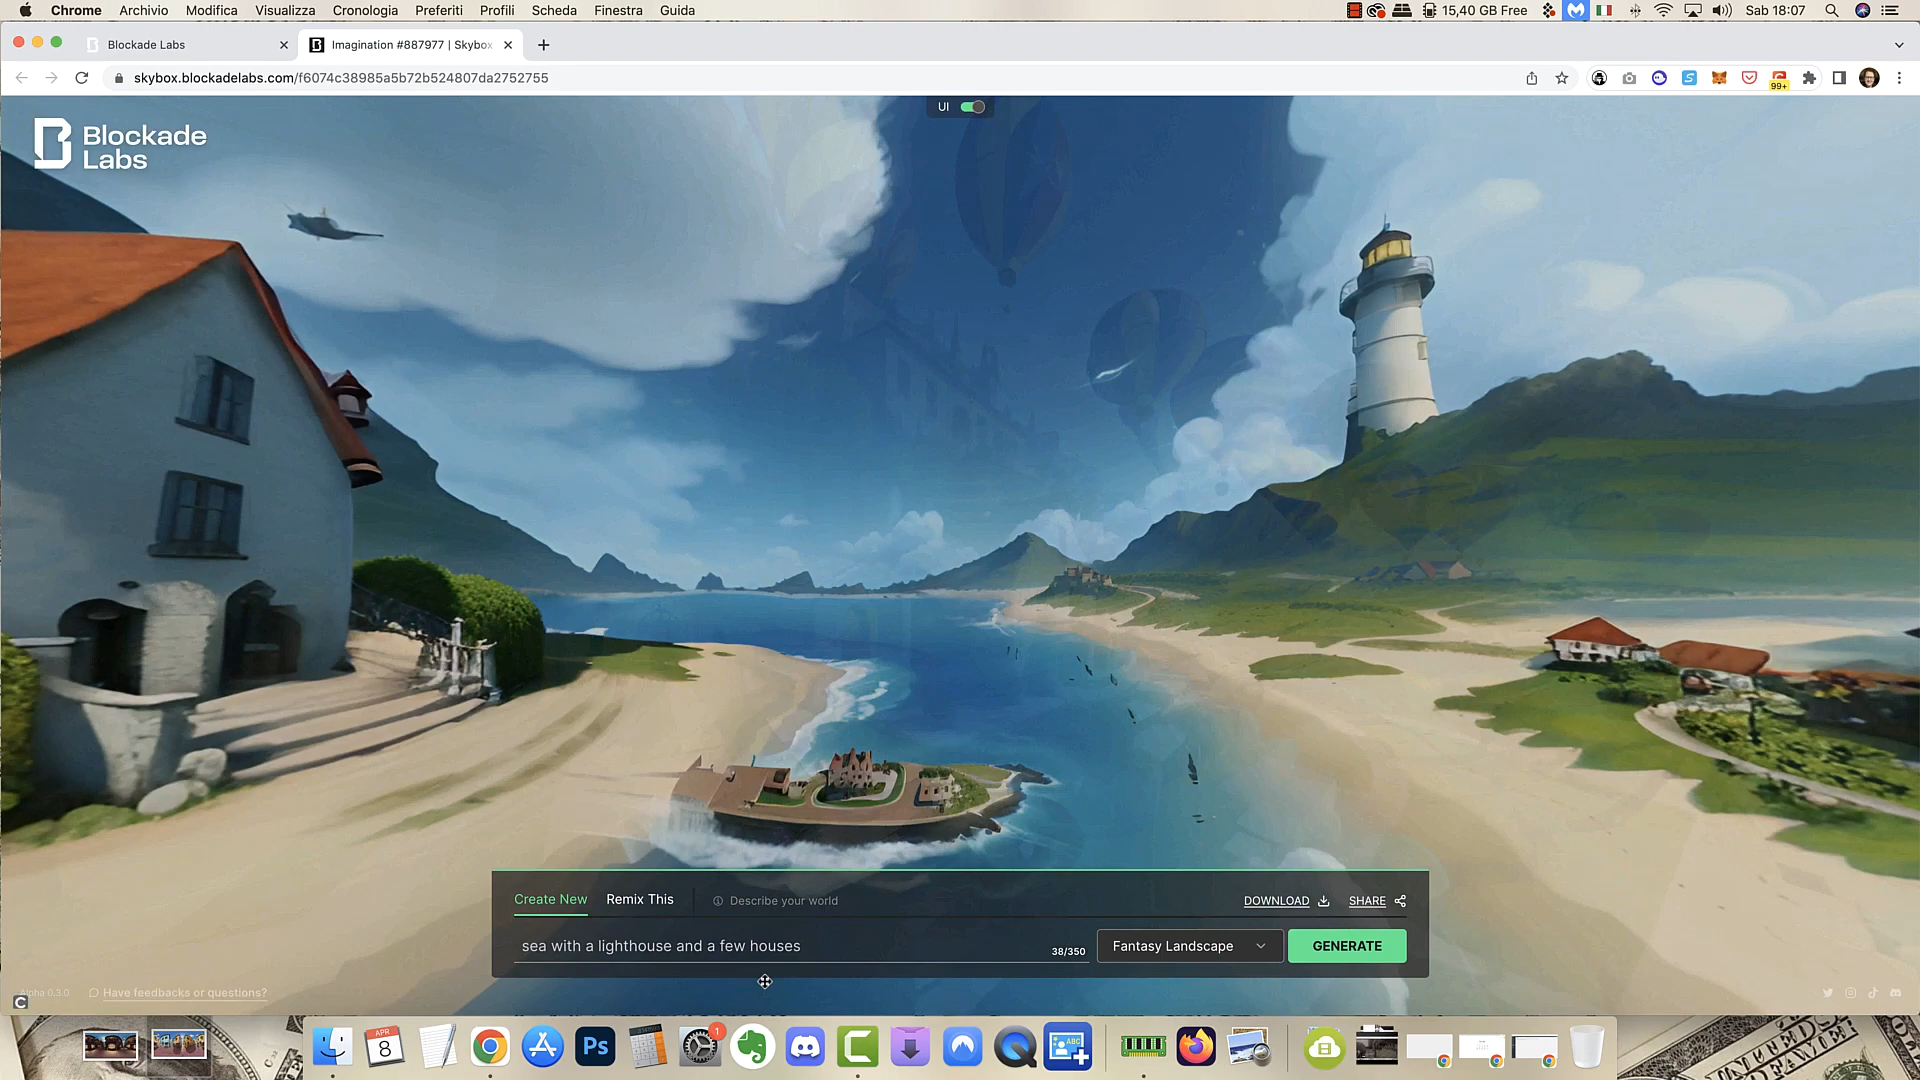 Chrome Archivio Modifica Visualizza Cronologia Preferiti Profili Scheda Finestra Guida 15,40 GB Free Sab 18:07
Blockade Labs Imagination #887977 | Skybox
skybox.blockadelabs.com/f6074c38985a5b72b524807da2752755 99+
UI
Blockade
Labs
Create New Remix This Describe your world DOWNLOAD SHARE
sea with a lighthouse and a few houses 38/350 Fantasy Landscape GENERATE
Alpha 0.3.0 Have feedbacks or questions?
APR
8
Ps
1
ABC